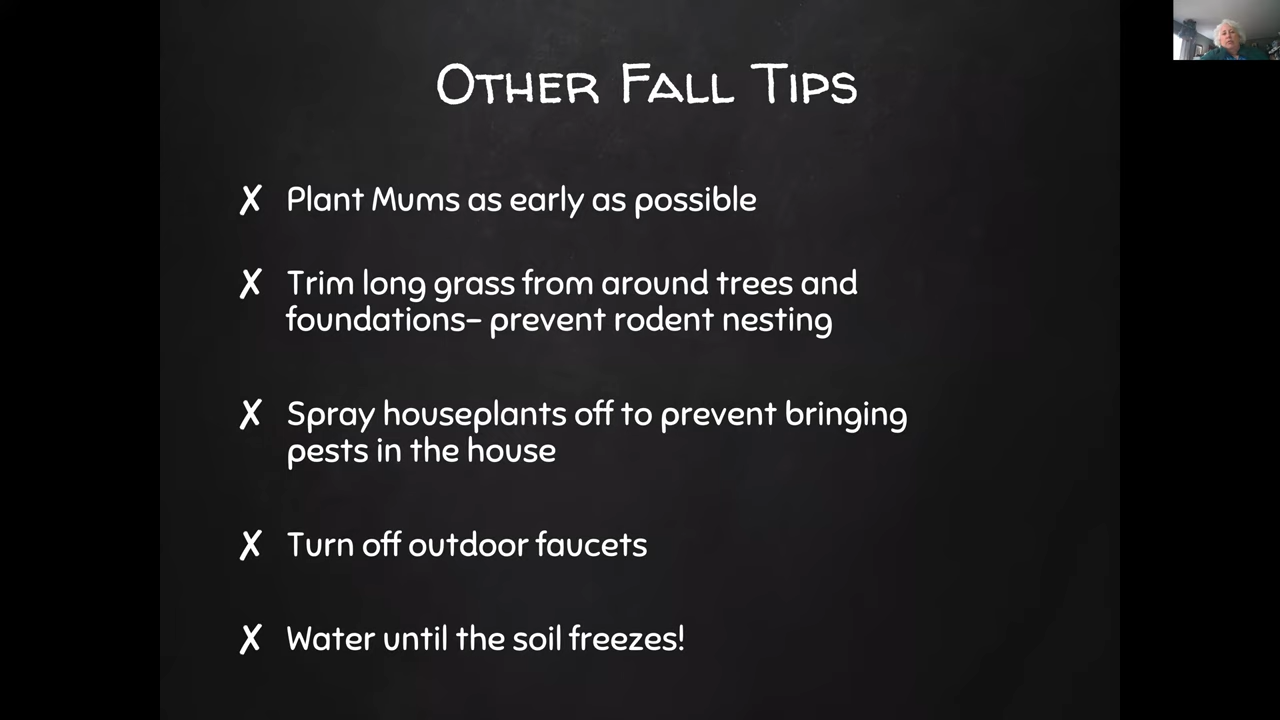 Other Fall Tips
✗ Plant Mums as early as possible
✗ Trim long grass from around trees and
foundations– prevent rodent nesting
✗ Spray houseplants off to prevent bringing
pests in the house
✗ Turn off outdoor faucets
✗ Water until the soil freezes!